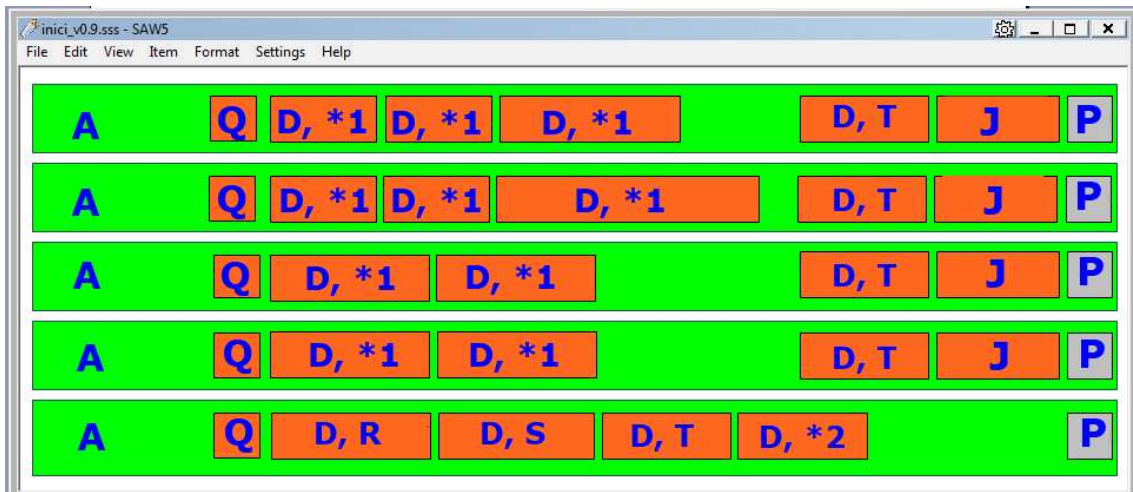 inici_v0.9.sss - SAW5
File Edit View Item Format Settings Help
A Q D, *1 D, *1 D, *1 D, T J P
A Q D, *1 D, *1 D, *1 D, T J P
A Q D, *1 D, *1 D, T J P
A Q D, *1 D, *1 D, T J P
A Q D, R D, S D, T D, *2 P